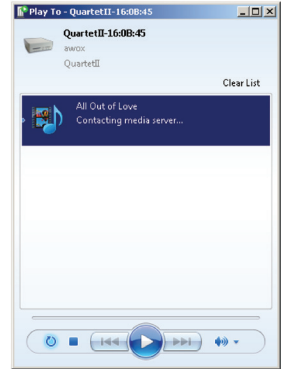 Play To - QuartetII-16:0B:45
QuartetII-16:0B:45
awox
QuartetII
Clear List
All Out of Love
Contacting media server...